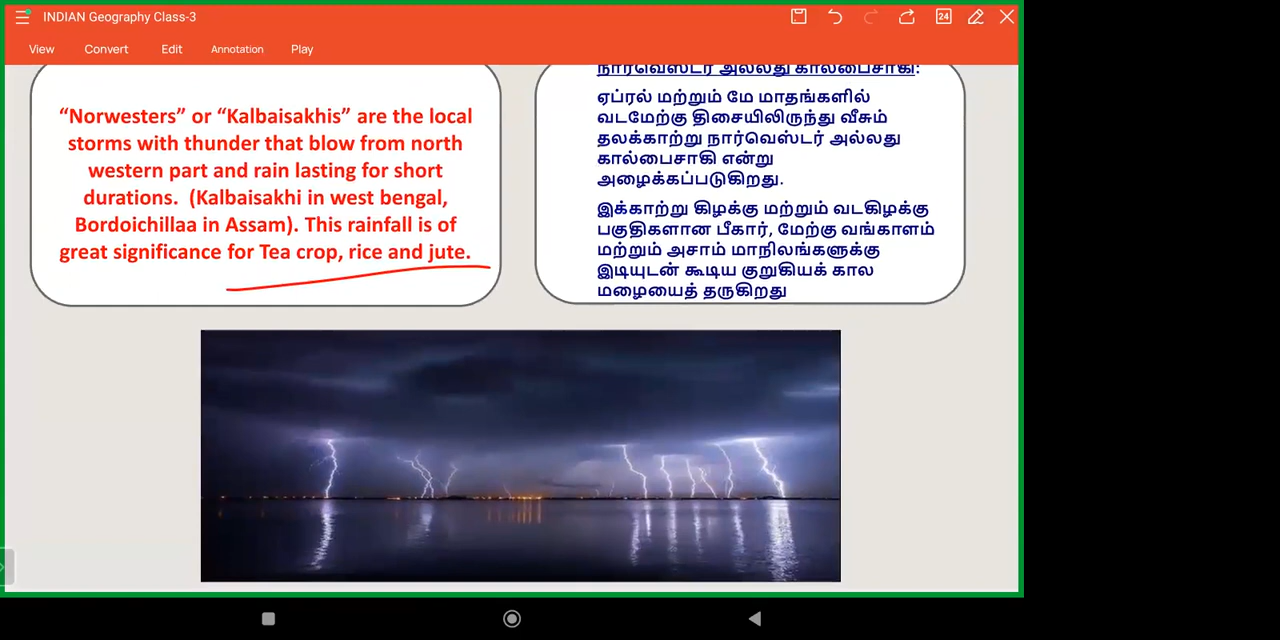 INDIAN Geography Class-3
24
View Convert Edit Annotation Play
“Norwesters” or “Kalbaisakhis” are the local
storms with thunder that blow from north
western part and rain lasting for short
durations. (Kalbaisakhi in west bengal,
Bordoichillaa in Assam). This rainfall is of
great significance for Tea crop, rice and jute.
நார்வெஸ்டர் அல்லது கால்பைசாகி:
ஏப்ரல் மற்றும் மே மாதங்களில்
வடமேற்கு திசையிலிருந்து வீசும்
தலக்காற்று நார்வெஸ்டர் அல்லது
கால்பைசாகி என்று
அழைக்கப்படுகிறது.
இக்காற்று கிழக்கு மற்றும் வடகிழக்கு
பகுதிகளான பீகார், மேற்கு வங்காளம்
மற்றும் அசாம் மாநிலங்களுக்கு
இடியுடன் கூடிய குறுகியக் கால
மழையைத் தருகிறது